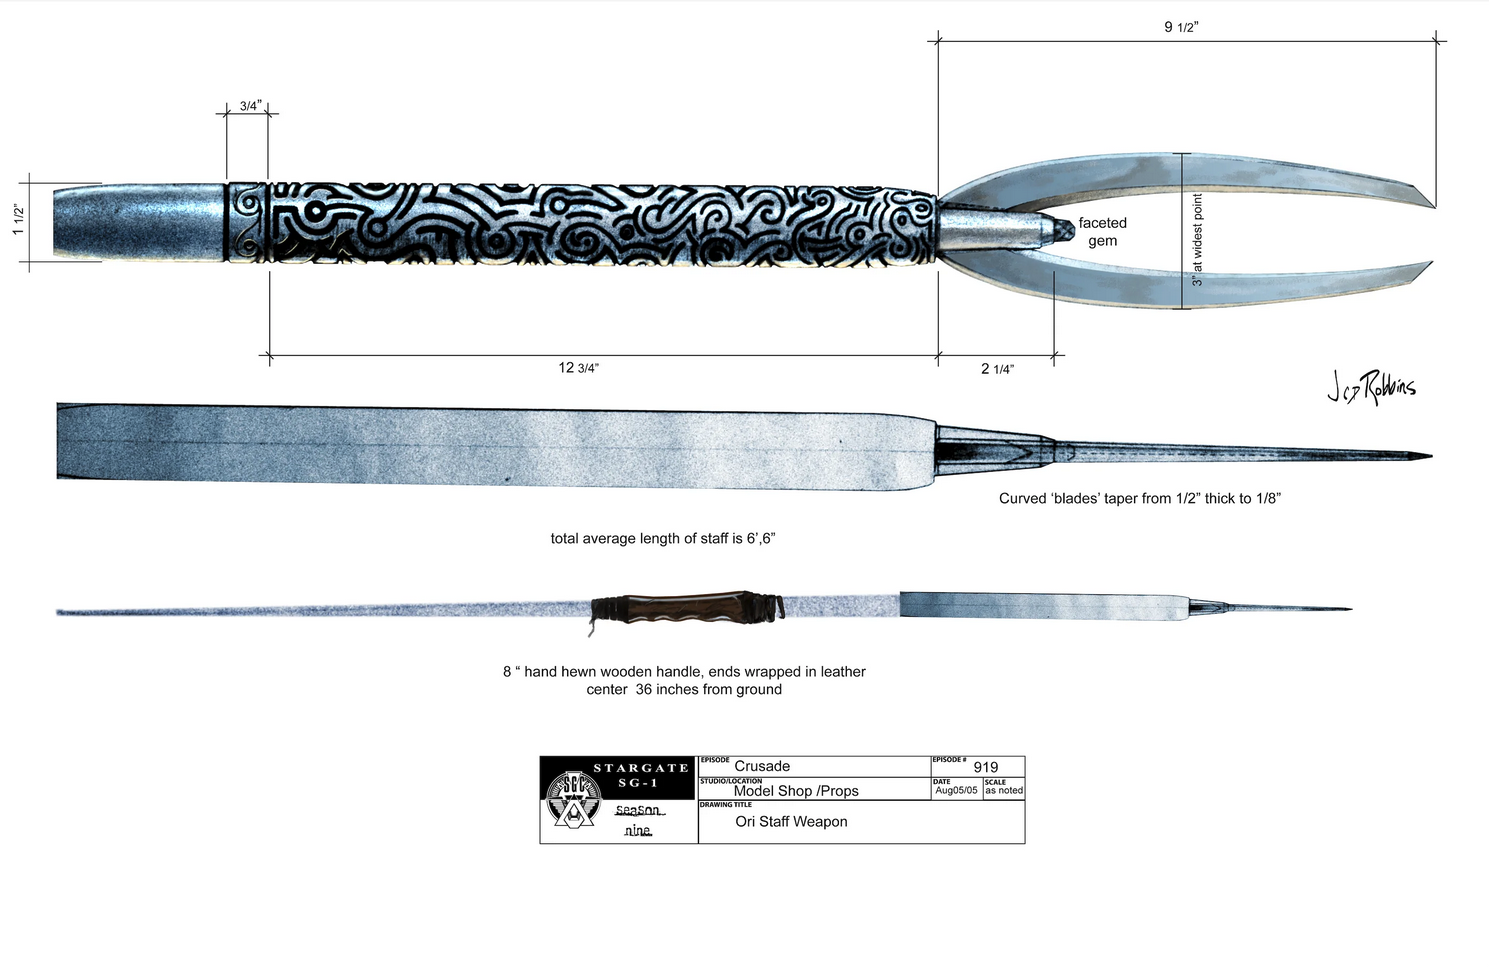 9 1/2”
3/4”
1 1/2”
faceted
gem
3” at widest point
12 3/4”
2 1/4”
Robbins
Curved ‘blades’ taper from 1/2” thick to 1/8”
total average length of staff is 6’,6”
8 “ hand hewn wooden handle, ends wrapped in leather
center 36 inches from ground
STARGATE
SG-1
SGC
season
nine
EPISODE Crusade
EPISODE # 919
STUDIO/LOCATION
Model Shop /Props
DATE Aug05/05
SCALE as noted
DRAWING TITLE
Ori Staff Weapon